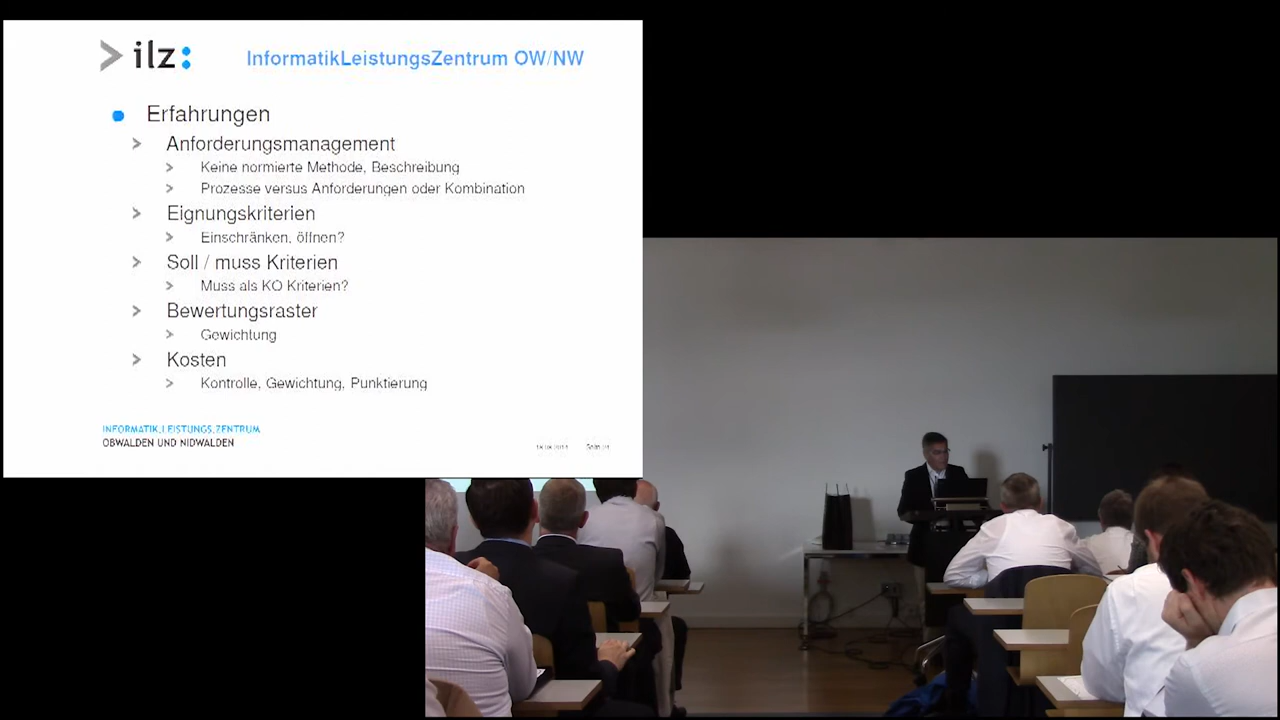 > ilz:
InformatikLeistungsZentrum OW/NW
Erfahrungen
> Anforderungsmanagement
> Keine normierte Methode, Beschreibung
> Prozesse versus Anforderungen oder Kombination
> Eignungskriterien
> Einschränken, öffnen?
> Soll / muss Kriterien
> Muss als KO Kriterien?
> Bewertungsraster
> Gewichtung
> Kosten
> Kontrolle, Gewichtung, Punktierung
INFORMATIK.LEISTUNGS.ZENTRUM
OBWALDEN UND NIDWALDEN